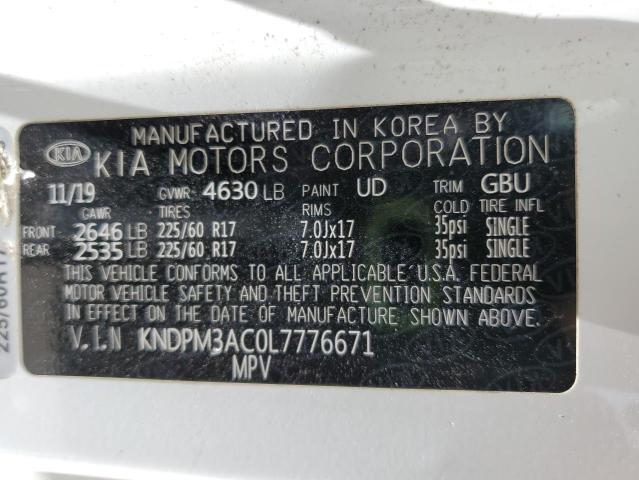 MANUFACTURED IN KOREA BY
KIA KIA MOTORS CORPORATION
11/19 GVWR 4630 LB PAINT UD TRIM GBU
GAWR TIRES RIMS COLD TIRE INFL
FRONT 2646 LB 225/60 R17 7.0Jx17 35psi SINGLE
REAR 2535 LB 225/60 R17 7.0Jx17 35psi SINGLE
THIS VEHICLE CONFORMS TO ALL APPLICABLE U.S.A. FEDERAL
MOTOR VEHICLE SAFETY AND THEFT PREVENTION STANDARDS
IN EFFECT ON THE DATE OF MANUFACTURE SHOWN ABOVE.
V.I.N KNDPM3AC0L7776671
MPV
225/60R17